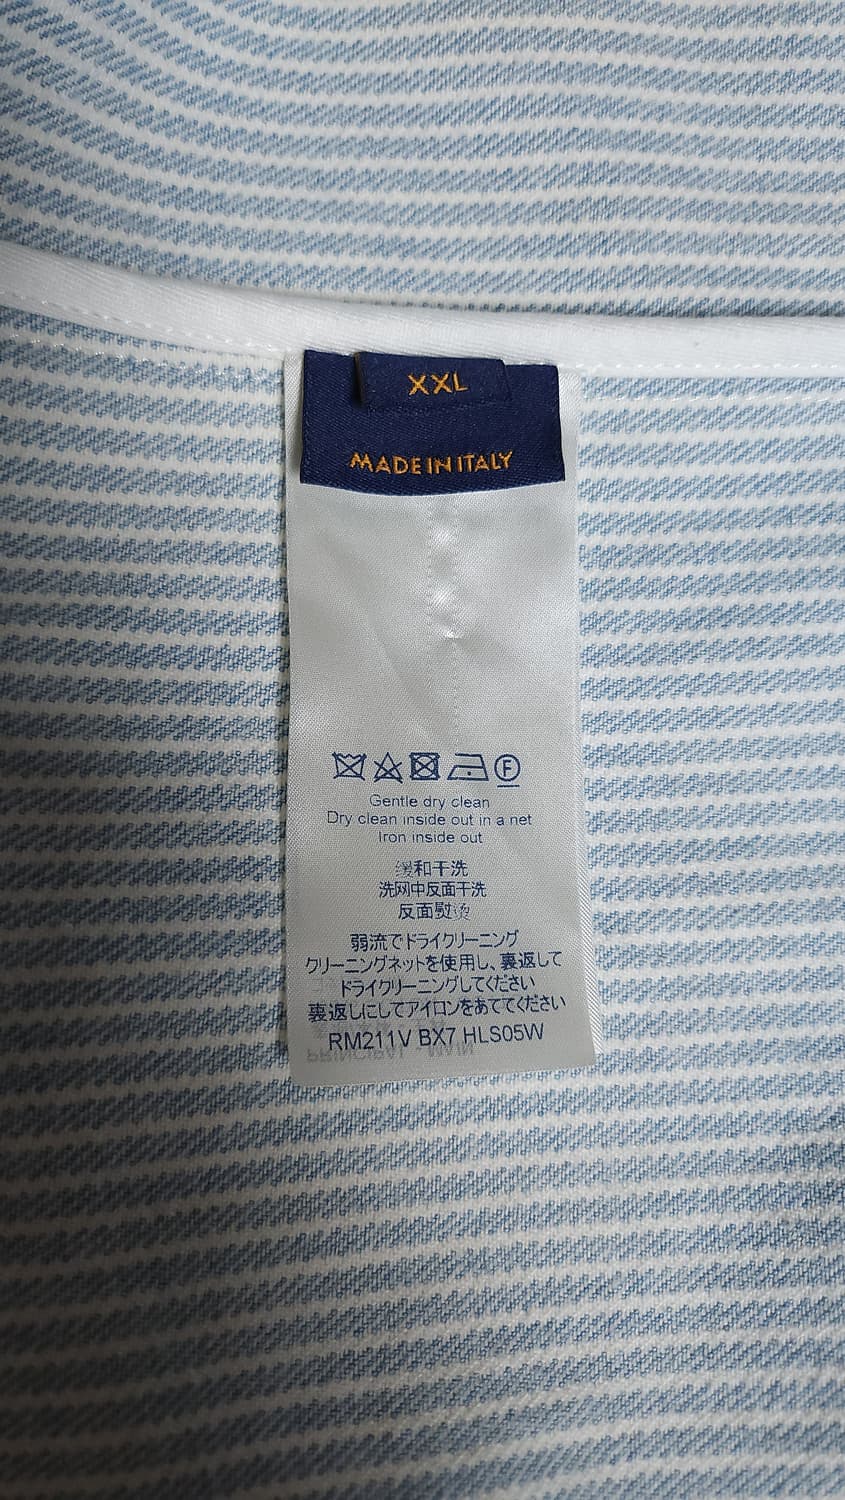 XXL
MADE IN ITALY
F
Gentle dry clean
Dry clean inside out in a net
Iron inside out
缓和干洗
洗网中反面干洗
反面熨烫
弱流でドライクリーニング
クリーニングネットを使用し、裏返して
ドライクリーニングしてください
裏返しにしてアイロンをあててください
RM211V BX7 HLS05W
PRINCIPAL - MAIN